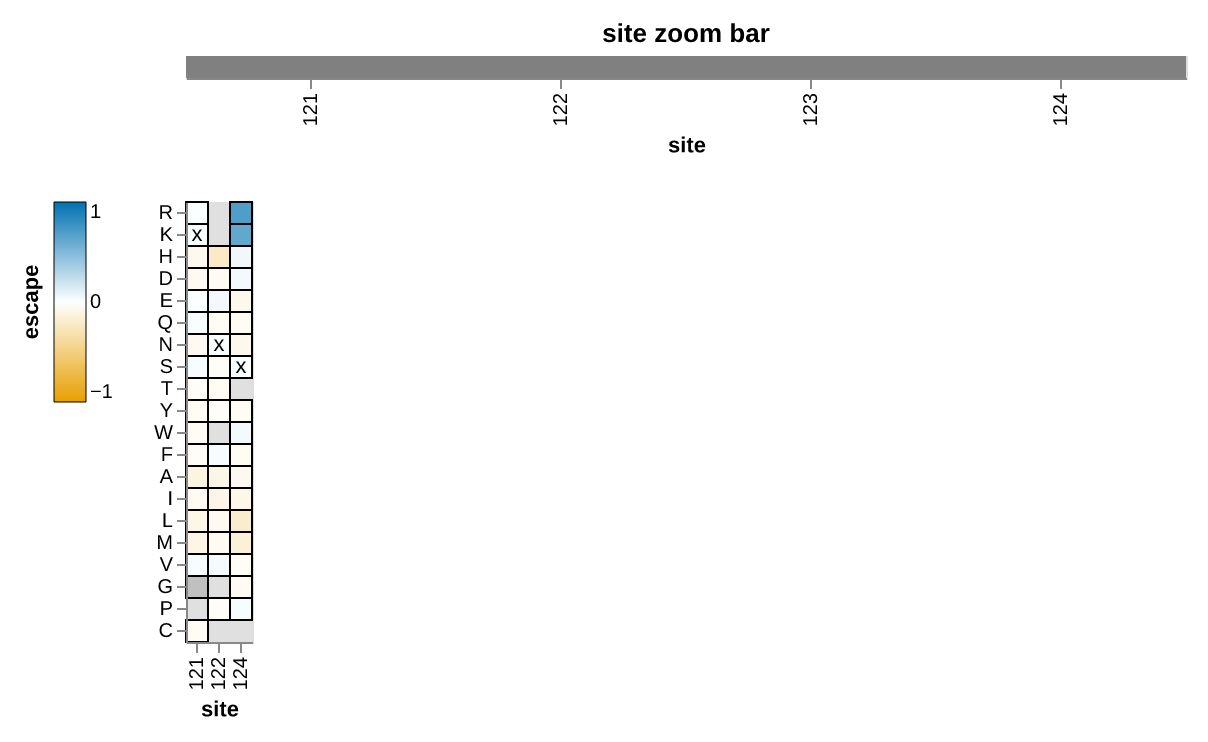 site zoom bar
121
122
123
124
site
escape
1
0
−1
R
K
x
H
D
E
Q
N
x
S
x
T
Y
W
F
A
I
L
M
V
G
P
C
121
122
124
site